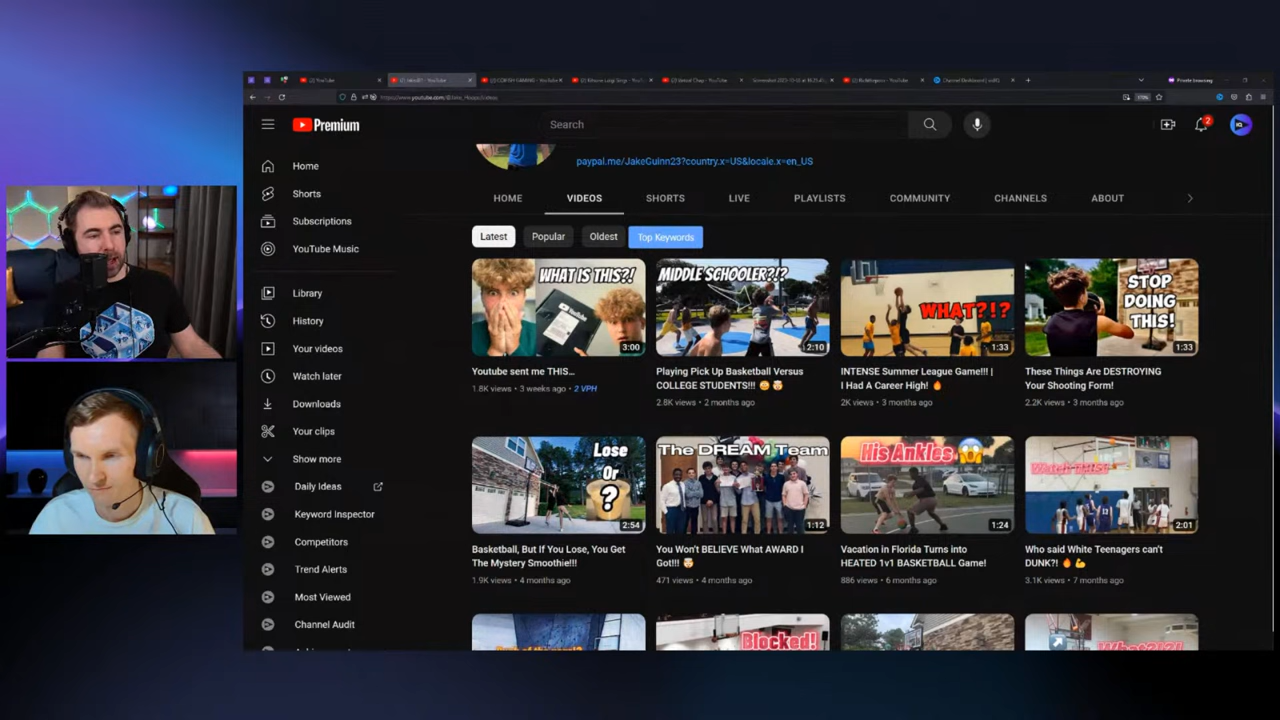 Premium
Search
2
Home
Shorts
Subscriptions
YouTube Music
Library
History
Your videos
Watch later
Downloads
Your clips
Show more
Daily Ideas
Keyword Inspector
Competitors
Trend Alerts
Most Viewed
Channel Audit
paypal.me/JakeGuinn23?country.x=US&locale.x=en_US
HOME VIDEOS SHORTS LIVE PLAYLISTS COMMUNITY CHANNELS ABOUT
Latest Popular Oldest Top Keywords
WHAT IS THIS?!
YouTube
3:00
Youtube sent me THIS...
1.8K views • 3 weeks ago • 2 VPH
MIDDLE SCHOOLER?!?
2:10
Playing Pick Up Basketball Versus
COLLEGE STUDENTS!!!
2.8K views • 2 months ago
WHAT?!?
1:33
INTENSE Summer League Game!!! |
I Had A Career High!
2K views • 3 months ago
STOP
DOING
THIS!
1:33
These Things Are DESTROYING
Your Shooting Form!
2.2K views • 3 months ago
Lose
Or
?
2:54
Basketball, But If You Lose, You Get
The Mystery Smoothie!!!
1.9K views • 4 months ago
The DREAM Team
1:12
You Won't BELIEVE What AWARD I
Got!!!
471 views • 4 months ago
His Ankles
1:24
Vacation in Florida Turns into
HEATED 1v1 BASKETBALL Game!
886 views • 6 months ago
Watch THIS!
2:01
Who said White Teenagers can't
DUNK?!
3.1K views • 7 months ago
Blocked!
What?!?!